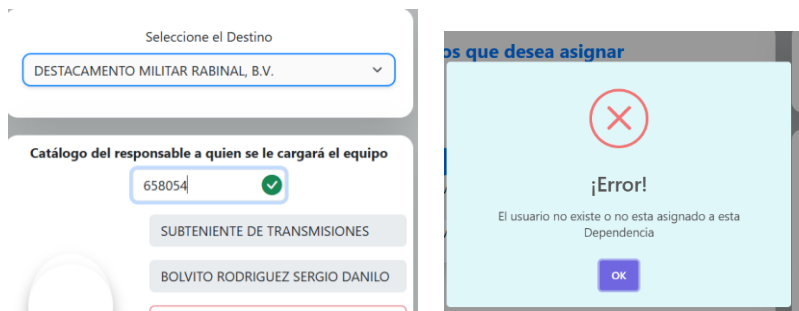 Seleccione el Destino
DESTACAMENTO MILITAR RABINAL, B.V.
Catálogo del responsable a quien se le cargará el equipo
658054
SUBTENIENTE DE TRANSMISIONES
BOLVITO RODRIGUEZ SERGIO DANILO
os que desea asignar
¡Error!
El usuario no existe o no esta asignado a esta
Dependencia
OK